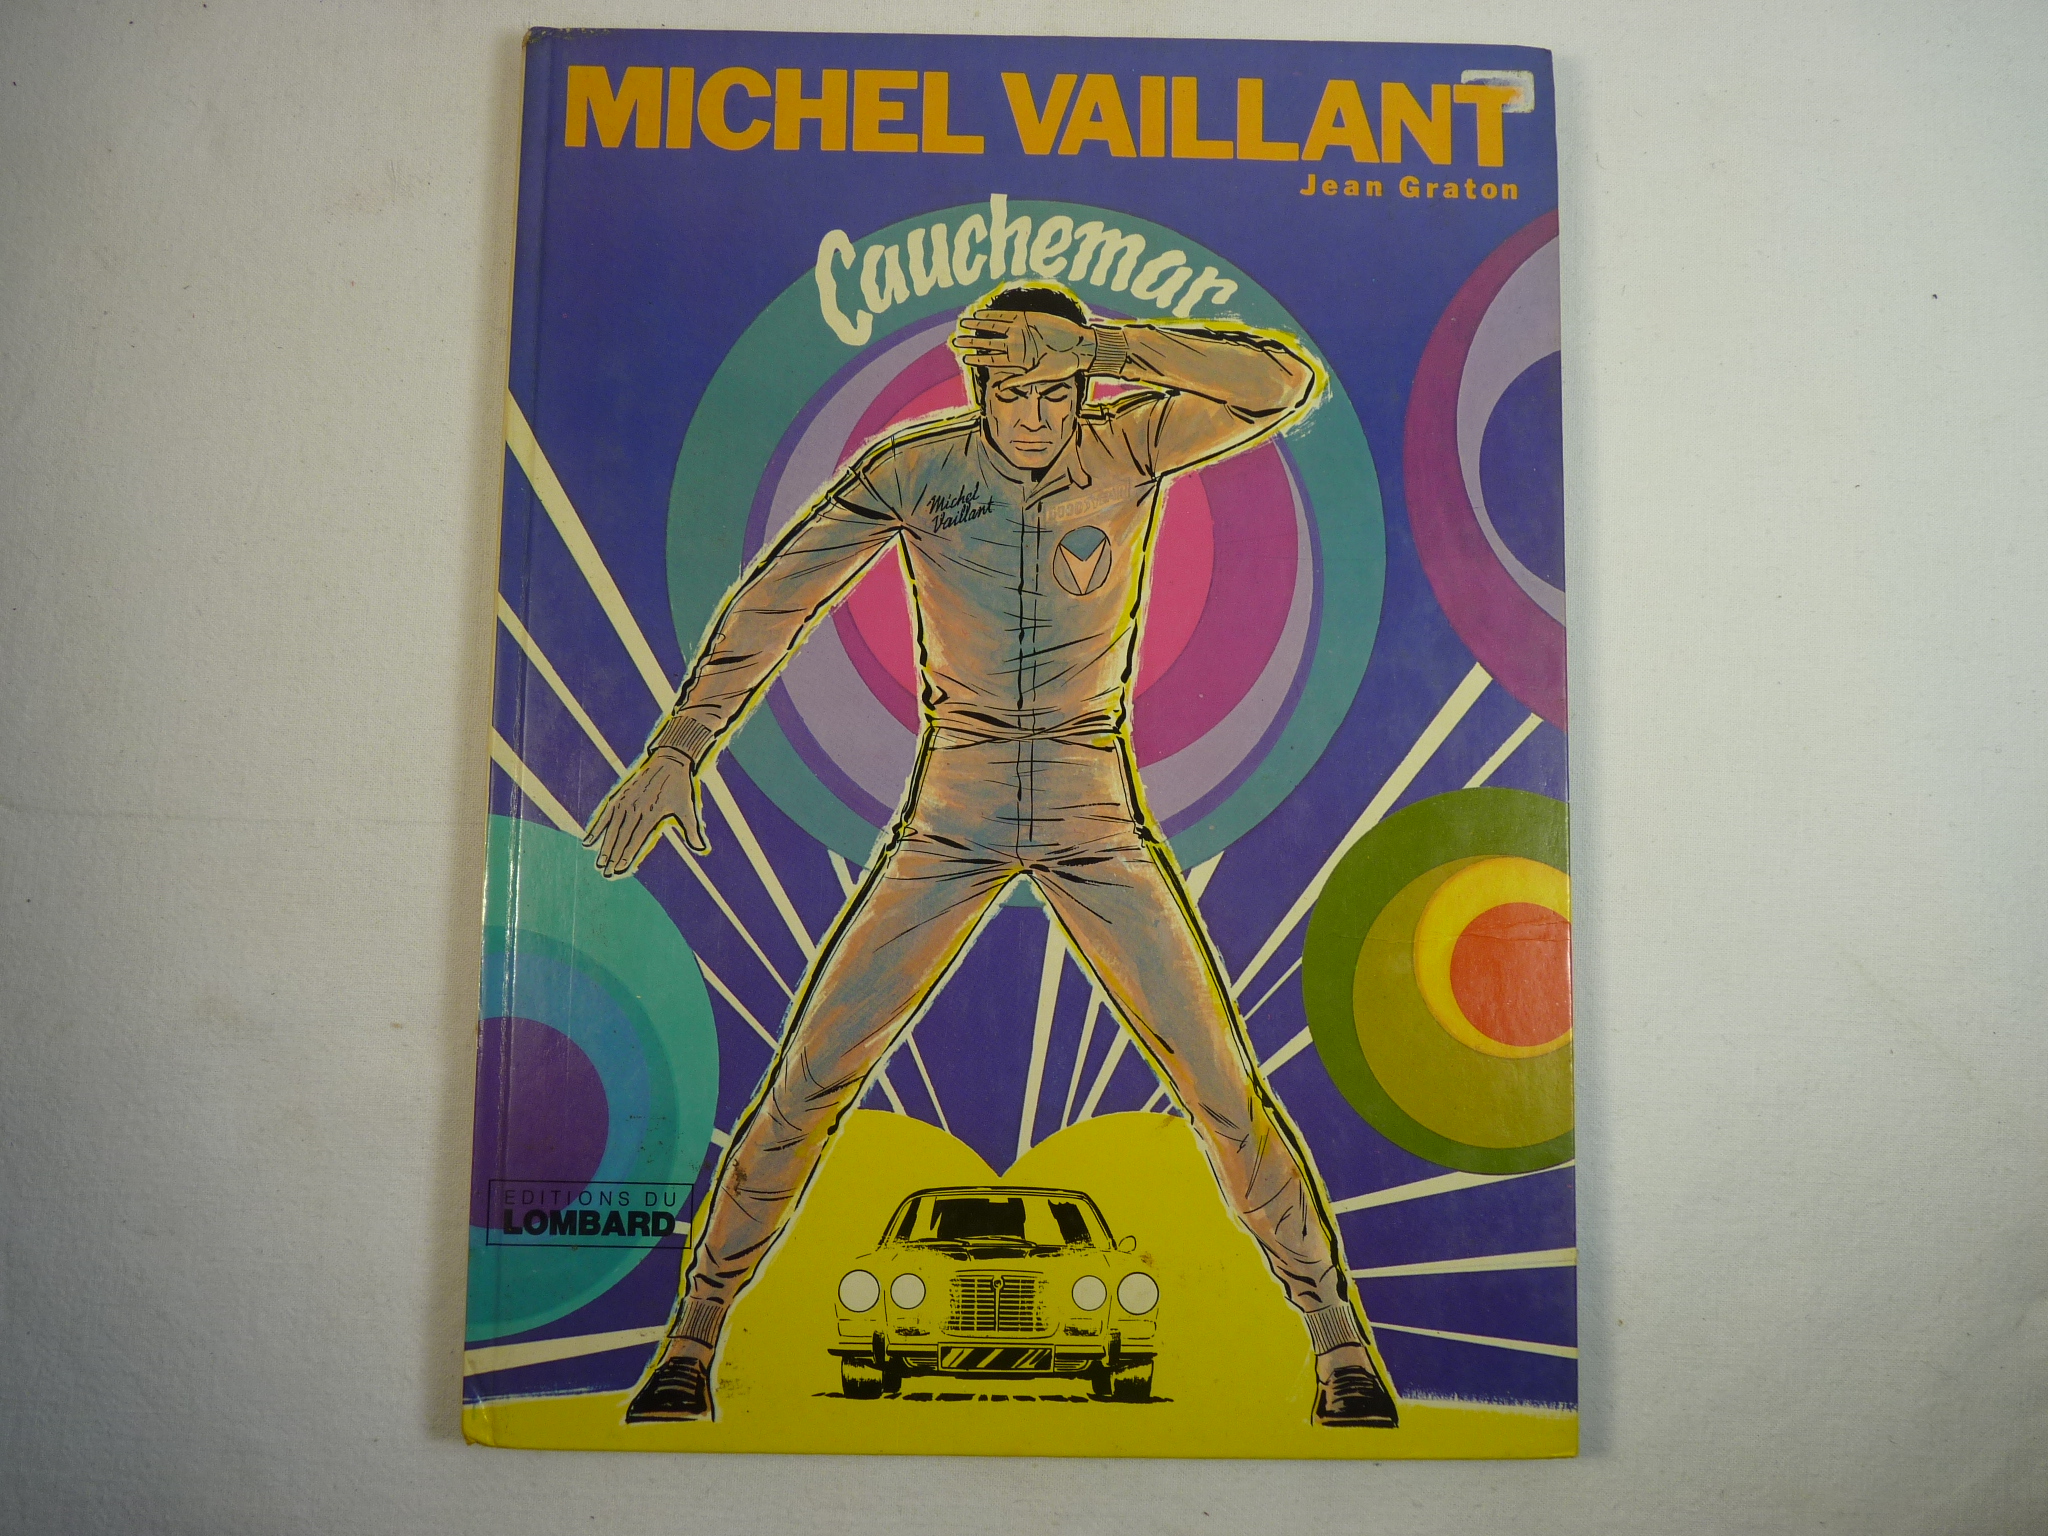 MICHEL VAILLANT
Jean Graton
Cauchemar
Michel
Vaillant
EDITIONS DU
LOMBARD